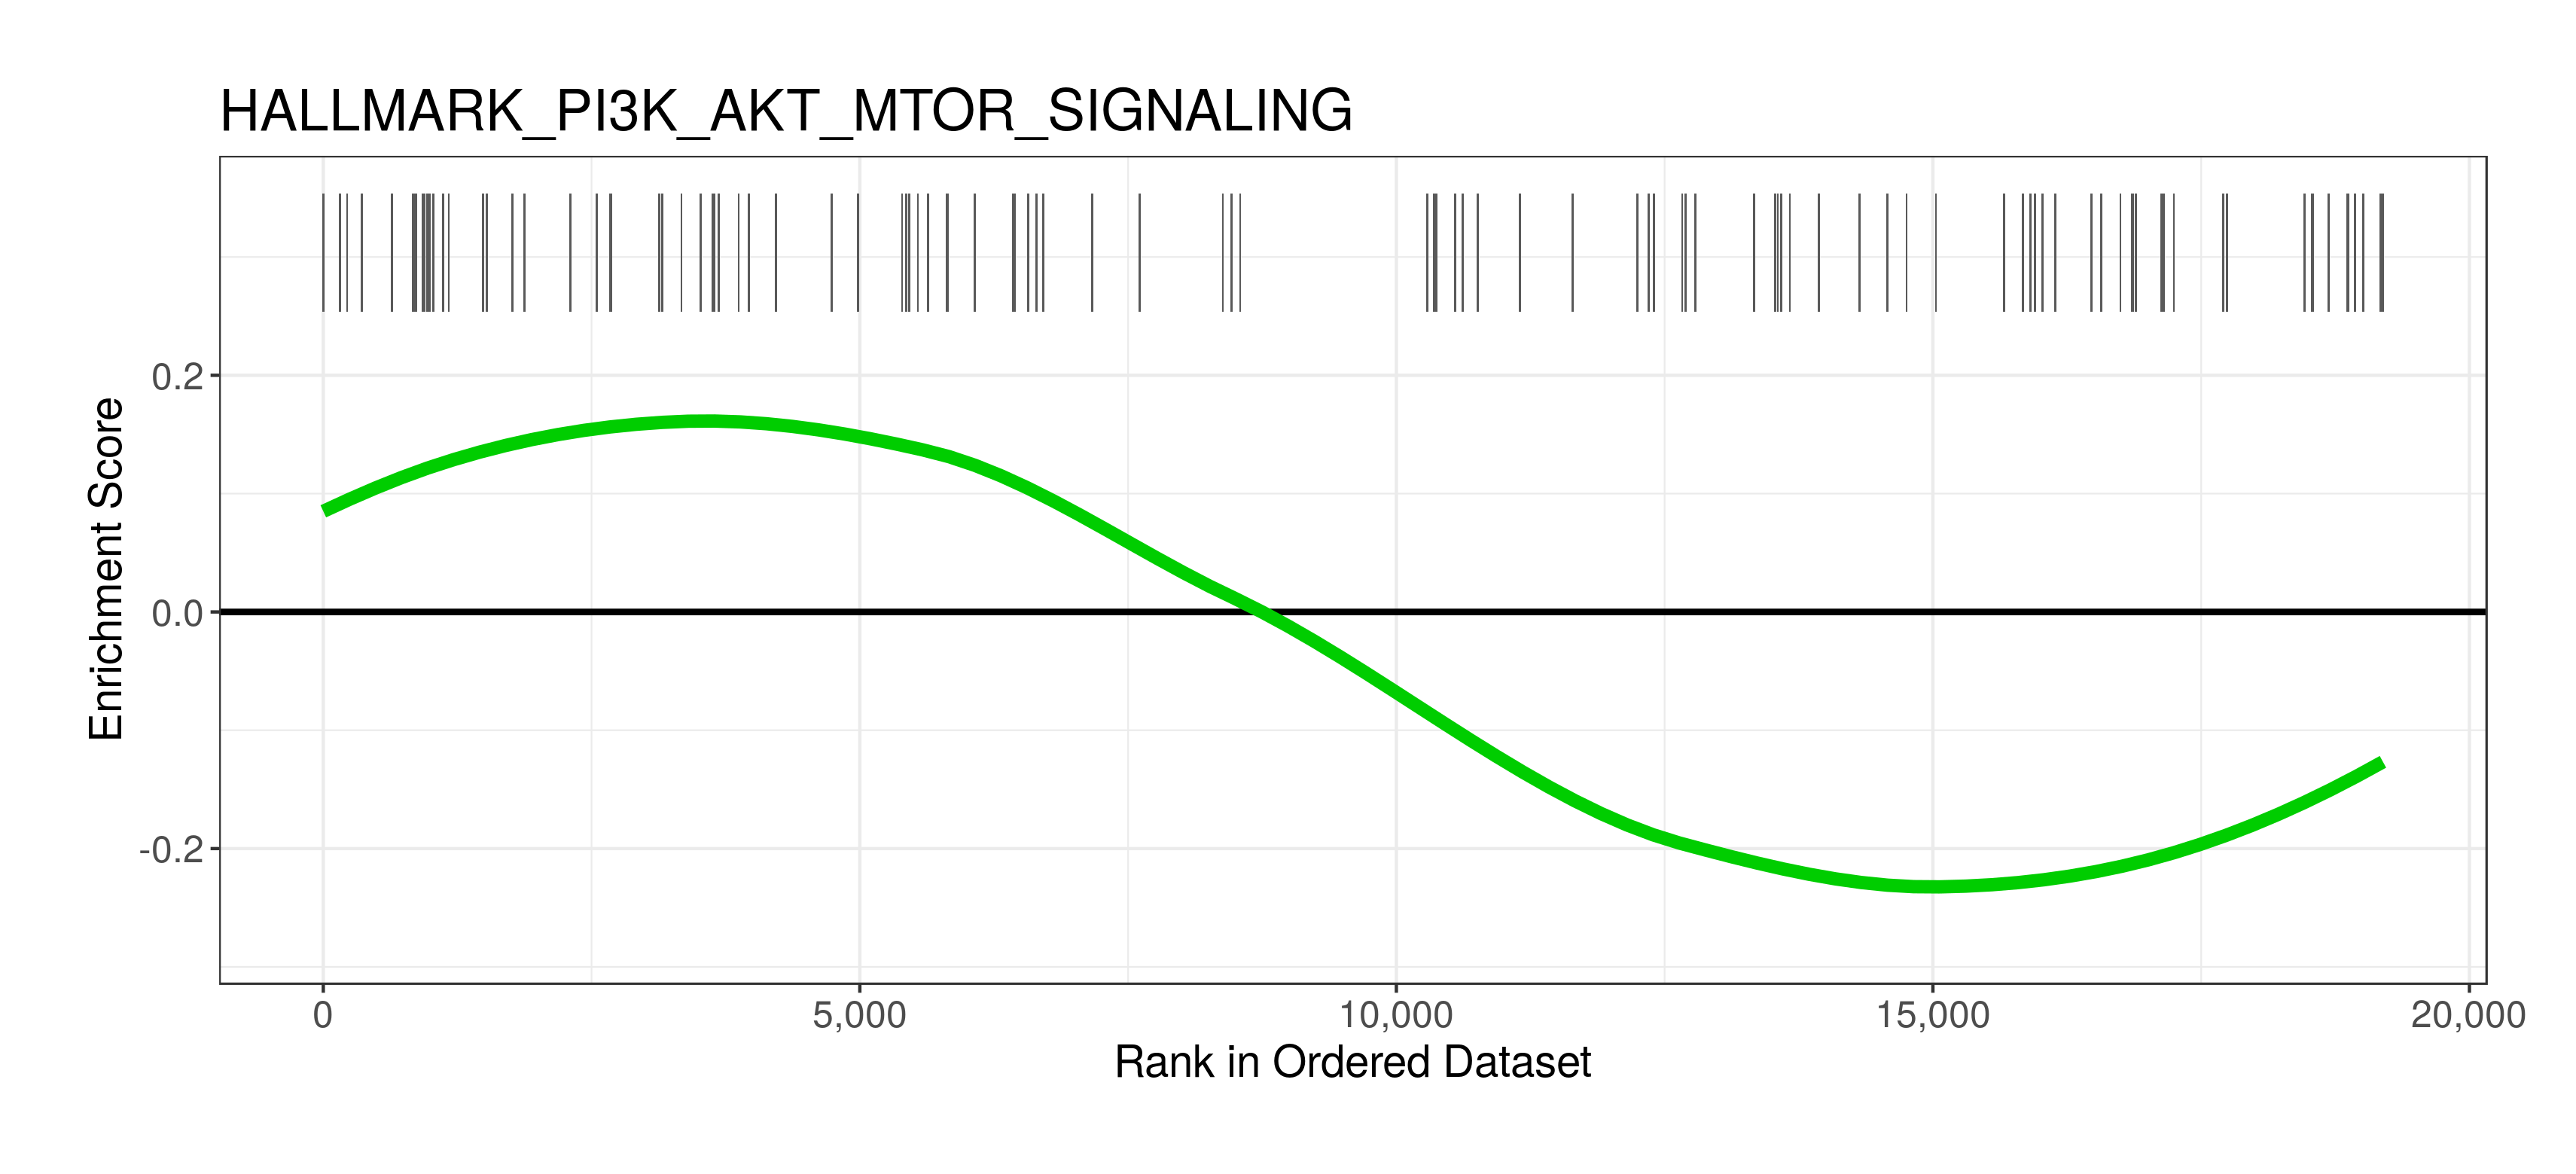 HALLMARK_PI3K_AKT_MTOR_SIGNALING
Enrichment Score
0.2
0.0
-0.2
0
5,000
10,000
15,000
20,000
Rank in Ordered Dataset